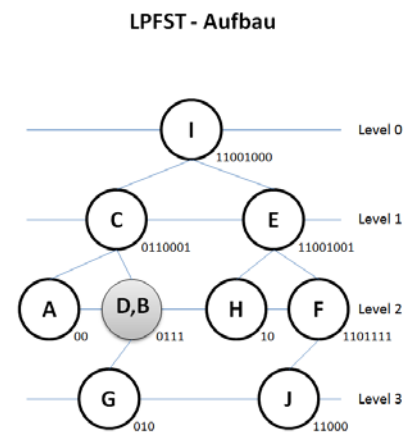 LPFST - Aufbau
I
Level 0
11001000
C
E
Level 1
0110001
11001001
A
D,B
H
F
Level 2
00
0111
10
1101111
G
J
Level 3
010
11000